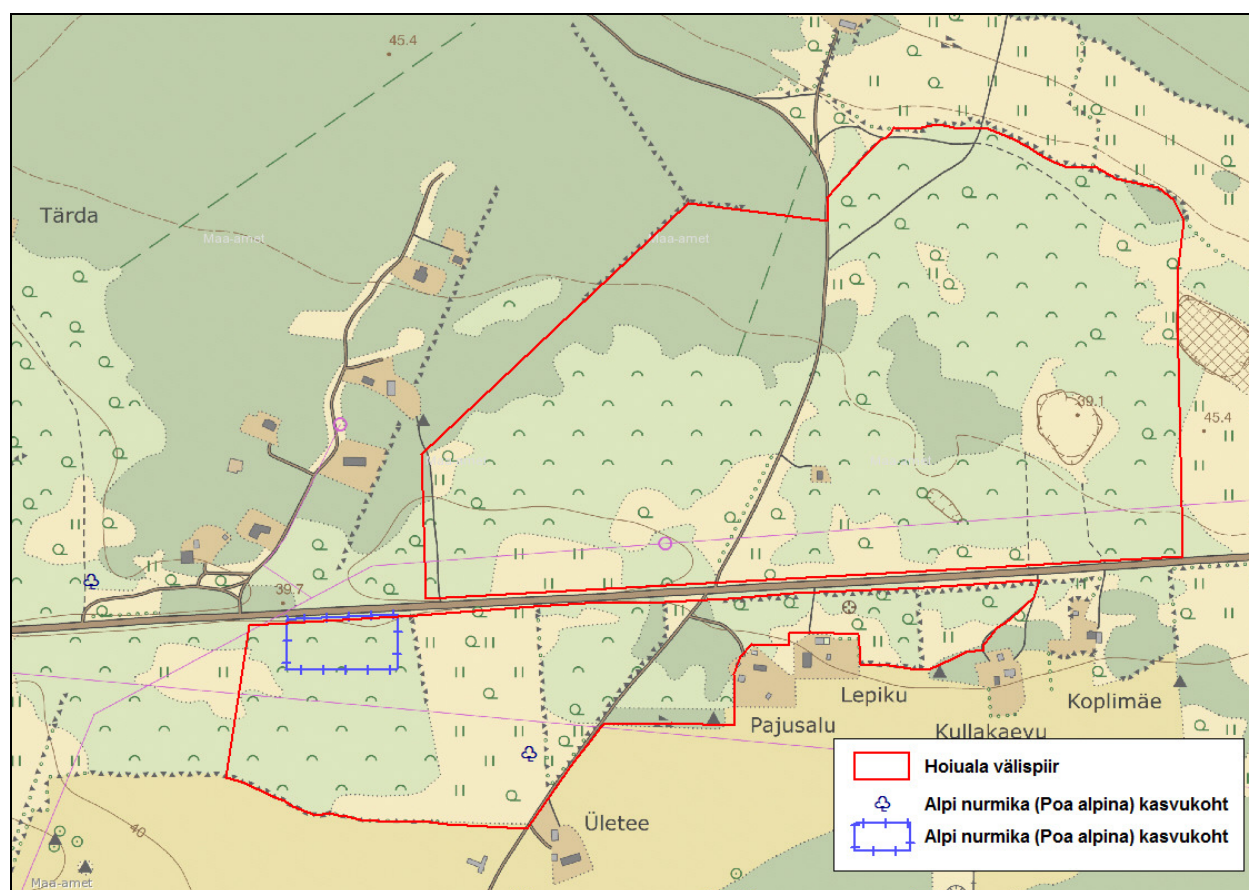 45.4
Tärda
Maa-amet
Maa-amet
39.1
45.4
39.7
Lepiku
Koplimäe
Pajusalu
Kullakaevu
Hoiuala välispiir
Alpi nurmika (Poa alpina) kasvukoht
Alpi nurmika (Poa alpina) kasvukoht
Ületee
40
Maa-amet